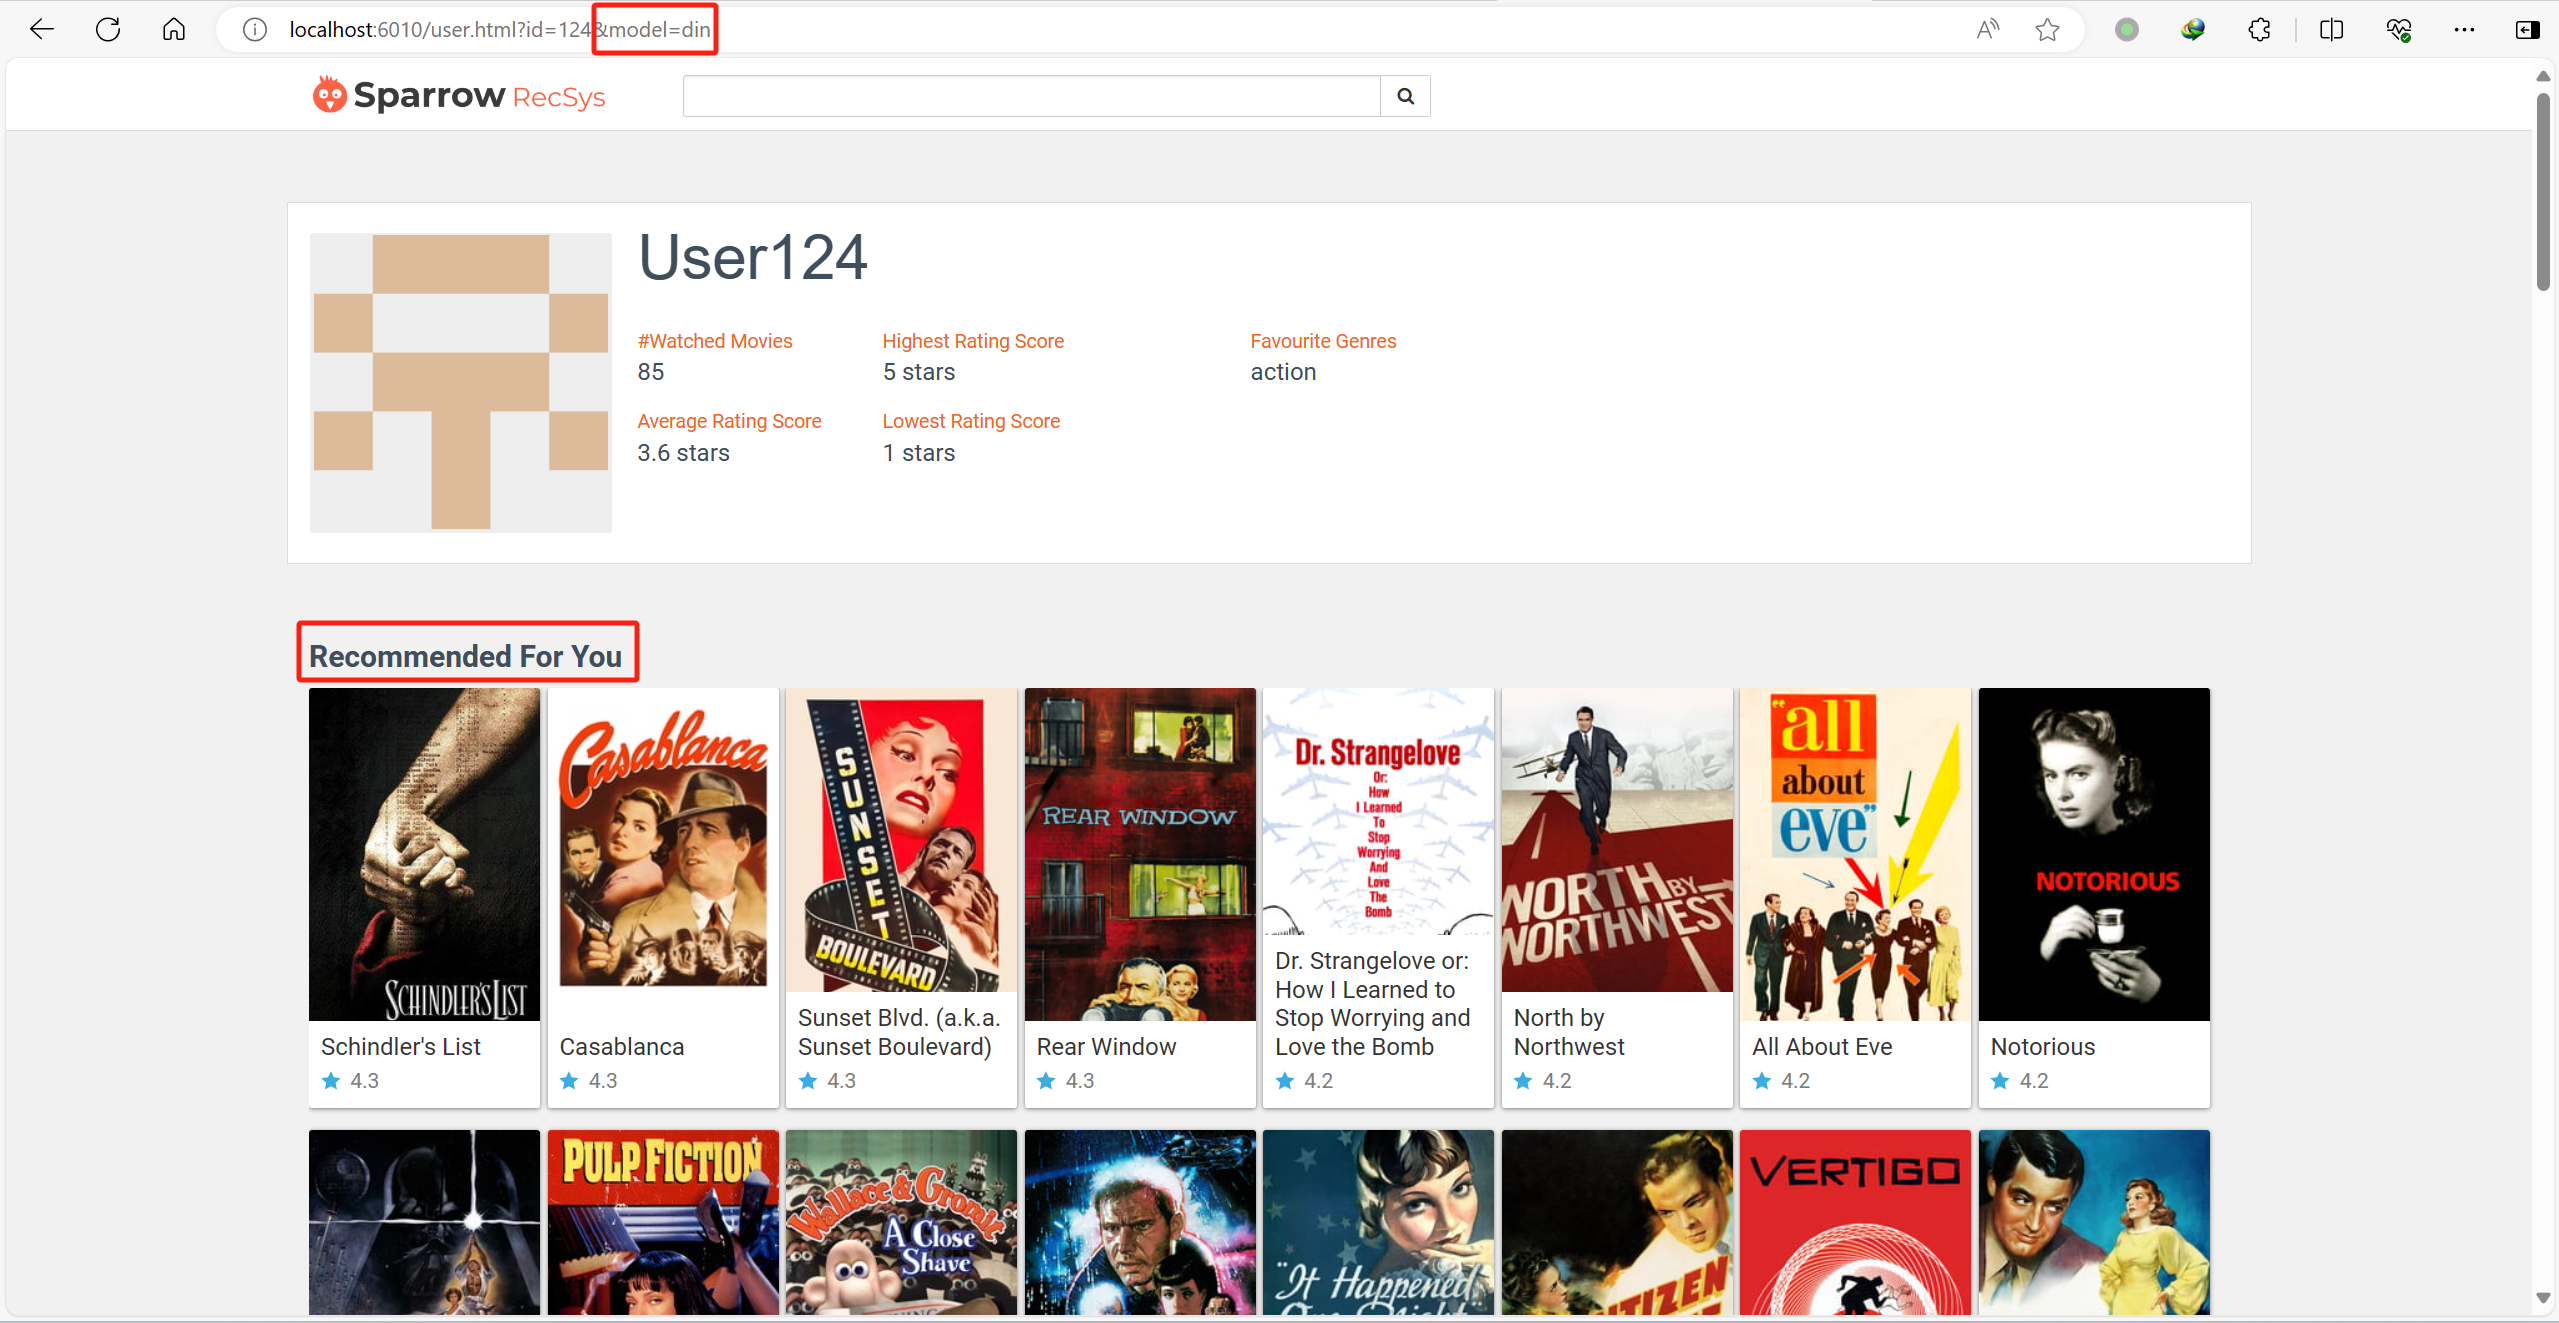 localhost:6010/user.html?id=124&model=din
Sparrow RecSys
User124
#Watched Movies
Highest Rating Score
Favourite Genres
85
5 stars
action
Average Rating Score
Lowest Rating Score
3.6 stars
1 stars
Recommended For You
SCHINDLER'S LIST
Casablanca
SUNSET
BOULEVARD
REAR WINDOW
Dr. Strangelove
Or:
How
I Learned
To
Stop
Worrying
And
Love
The
Bomb
NORTH BY
NORTHWEST
"all
about
eve"
NOTORIOUS
Schindler's List
4.3
Casablanca
4.3
Sunset Blvd. (a.k.a.
Sunset Boulevard)
4.3
Rear Window
4.3
Dr. Strangelove or:
How I Learned to
Stop Worrying and
Love the Bomb
4.2
North by
Northwest
4.2
All About Eve
4.2
Notorious
4.2
PULP FICTION
Wallace & Gromit
A Close
Shave
"It Happened
One Night"
CITIZEN
VERTIGO